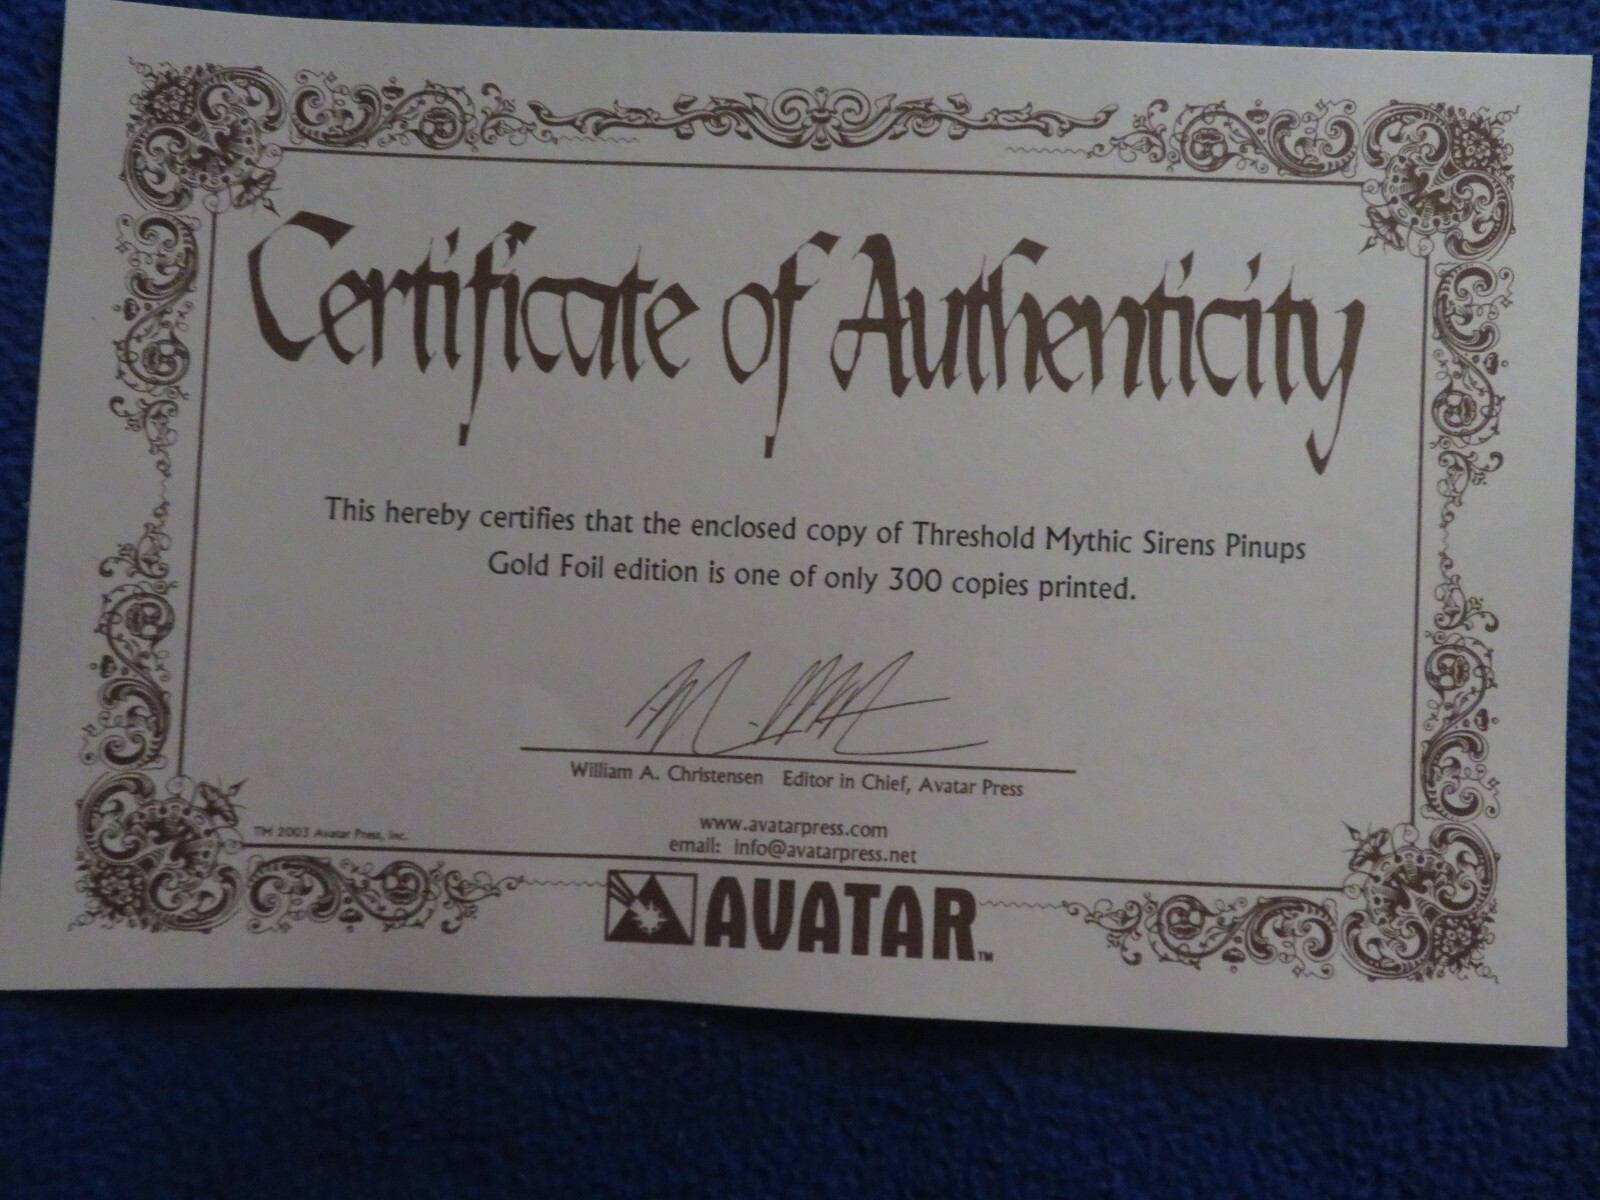 Certificate of Authenticity
This hereby certifies that the enclosed copy of Threshold Mythic Sirens Pinups
Gold Foil edition is one of only 300 copies printed.
William A. Christensen Editor in Chief, Avatar Press
www.avatarpress.com
email: info@avatarpress.net
TM 2003 Avatar Press, Inc.
AVATAR™